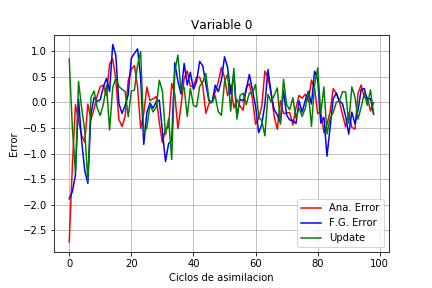 Variable 0
1.0
0.5
0.0
−0.5
−1.0
−1.5
−2.0
−2.5
Error
0
20
40
60
80
100
Ciclos de asimilacion
Ana. Error
F.G. Error
Update